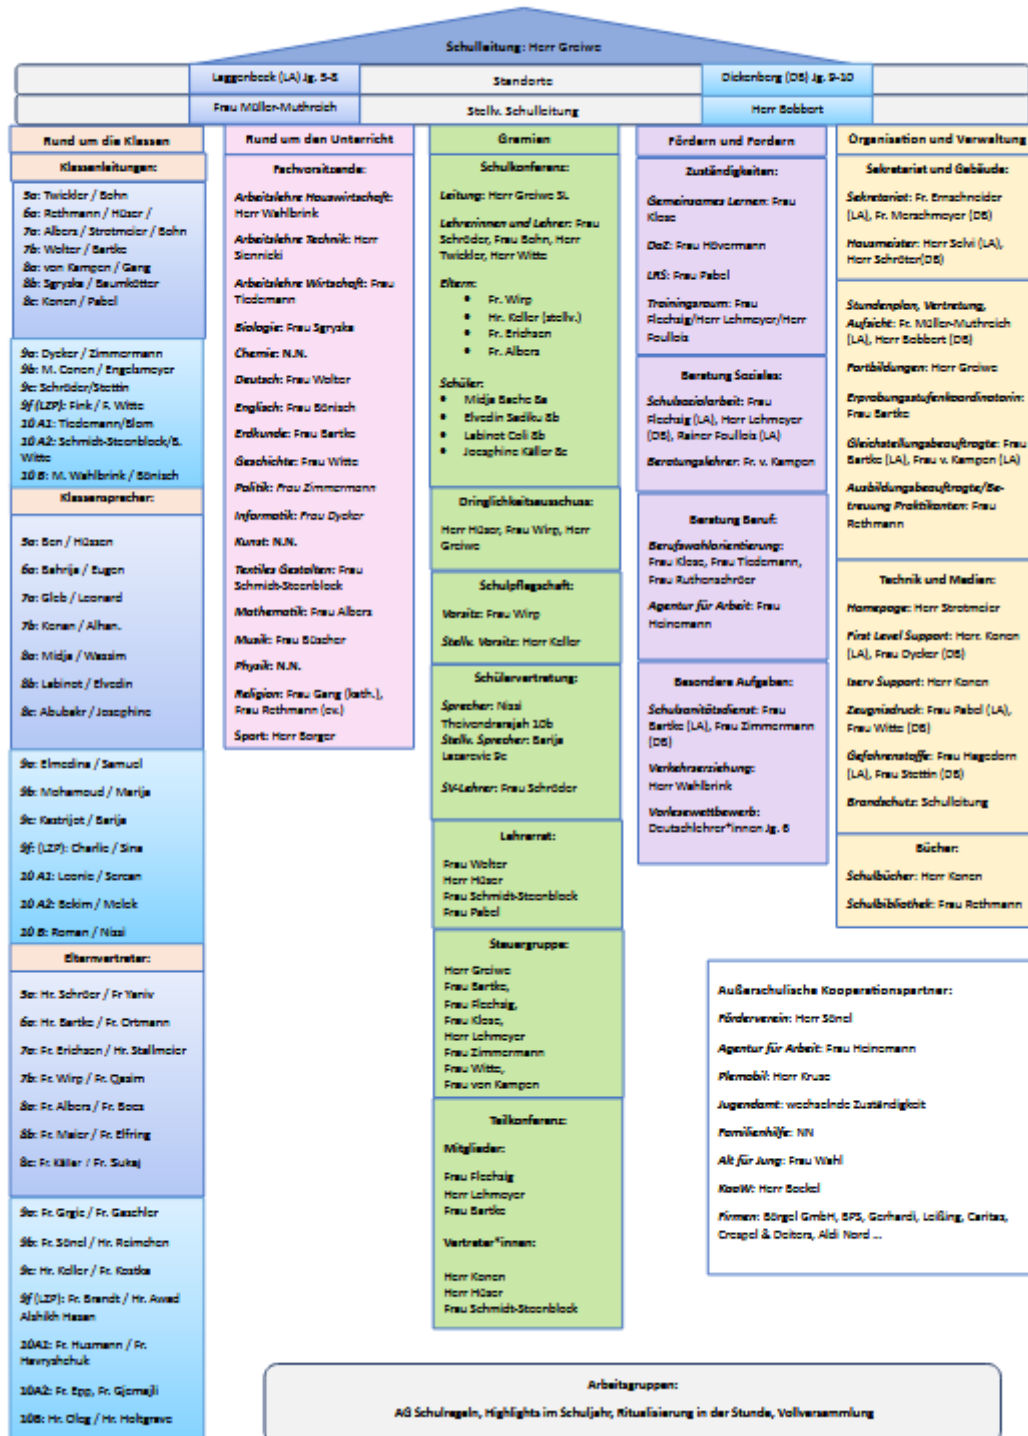 Schulleitung: Herr Greiwe
Laggenbeck (LA) Jg. 5-8
Standorte
Dickenberg (DB) Jg. 9-10
Frau Müller-Muthreich
Stellv. Schulleitung
Herr Bobbert
Rund um die Klassen
Klassenleitungen:
5a: Twickler / Bohn
6a: Rethmann / Hüser /
7a: Albers / Strotmeier / Bohn
7b: Wolter / Bartke
8a: von Kampen / Gang
8b: Sgryska / Baumkötter
8c: Konen / Pabel
9a: Dycker / Zimmermann
9b: M. Conen / Engelsmeyer
9c: Schröder/Stettin
9f (LZP): Fink / F. Witte
10 A1: Tiedemann/Blom
10 A2: Schmidt-Steenblock/B.
Witte
10 B: M. Wahlbrink / Bönisch
Klassensprecher:
5a: Ben / Hüssen
6a: Bahrija / Eugen
7a: Gleb / Leonard
7b: Kenan / Alhan.
8a: Midja / Wassim
8b: Labinot / Elvedin
8c: Abubakr / Josephine
9a: Elmedina / Samuel
9b: Mohamoud / Marija
9c: Kastrijot / Barija
9f: (LZP): Charlie / Sina
10 A1: Leonie / Sercan
10 A2: Bekim / Melek
10 B: Roman / Nissi
Elternvertreter:
5a: Hr. Schröer / Fr Yaniv
6a: Hr. Bartke / Fr. Ortmann
7a: Fr. Erichsen / Hr. Stallmeier
7b: Fr. Wirp / Fr. Qasim
8a: Fr. Albers / Fr. Boes
8b: Fr. Maier / Fr. Elfring
8c: Fr. Käller / Fr. Sukaj
9a: Fr. Grgic / Fr. Gaschler
9b: Fr. Sönel / Hr. Reimchen
9c: Hr. Keller / Fr. Kostka
9f (LZP): Fr. Brandt / Hr. Awad
Alshikh Hasan
10A1: Fr. Husmann / Fr.
Havryshchuk
10A2: Fr. Epp, Fr. Gjemajli
10B: Hr. Oleg / Hr. Holtgreve
Rund um den Unterricht
Fachvorsitzende:
Arbeitslehre Hauswirtschaft:
Herr Wahlbrink
Arbeitslehre Technik: Herr
Siennicki
Arbeitslehre Wirtschaft: Frau
Tiedemann
Biologie: Frau Sgryska
Chemie: N.N.
Deutsch: Frau Wolter
Englisch: Frau Bönisch
Erdkunde: Frau Bartke
Geschichte: Frau Witte
Politik: Frau Zimmermann
Informatik: Frau Dycker
Kunst: N.N.
Textiles Gestalten: Frau
Schmidt-Steenblock
Mathematik: Frau Albers
Musik: Frau Büscher
Physik: N.N.
Religion: Frau Gang (kath.),
Frau Rethmann (ev.)
Sport: Herr Berger
Gremien
Schulkonferenz:
Leitung: Herr Greiwe SL
Lehrerinnen und Lehrer: Frau
Schröder, Frau Bohn, Herr
Twickler, Herr Witte
Eltern:
• Fr. Wirp
• Hr. Keller (stellv.)
• Fr. Erichsen
• Fr. Albers
Schüler:
• Midja Bache 8a
• Elvedin Sadiku 8b
• Labinot Coli 8b
• Josephine Käller 8c
Dringlichkeitsausschuss:
Herr Hüser, Frau Wirp, Herr
Greiwe
Schulpflegschaft:
Vorsitz: Frau Wirp
Stellv. Vorsitz: Herr Keller
Schülervertretung:
Sprecher: Nissi
Theivendrarajah 10b
Stellv. Sprecher: Barija
Lazarevic 9c
SV-Lehrer: Frau Schröder
Lehrerrat:
Frau Wolter
Herr Hüser
Frau Schmidt-Steenblock
Frau Pabel
Steuergruppe:
Herr Greiwe
Frau Bartke,
Frau Flechsig,
Frau Klose,
Herr Lehmeyer
Frau Zimmermann
Frau Witte,
Frau von Kampen
Teilkonferenz:
Mitglieder:
Frau Flechsig
Herr Lehmeyer
Frau Bartke
Vertreter*innen:
Herr Konen
Herr Hüser
Frau Schmidt-Steenblock
Fördern und Fordern
Zuständigkeiten:
Gemeinsames Lernen: Frau
Klose
DaZ: Frau Hövermann
LRS: Frau Pabel
Trainingsraum: Frau
Flechsig/Herr Lehmeyer/Herr
Foullois
Beratung Soziales:
Schulsozialarbeit: Frau
Flechsig (LA), Herr Lehmeyer
(DB), Rainer Foullois (LA)
Beratungslehrer: Fr. v. Kampen
Beratung Beruf:
Berufswahlorientierung:
Frau Klose, Frau Tiedemann,
Frau Ruthenschröer
Agentur für Arbeit: Frau
Heinemann
Besondere Aufgaben:
Schulsanitätsdienst: Frau
Bartke (LA), Frau Zimmermann
(DB)
Verkehrserziehung:
Herr Wahlbrink
Vorlesewettbewerb:
Deutschlehrer*innen Jg. 6
Organisation und Verwaltung
Sekretariat und Gebäude:
Sekretariat: Fr. Ernschneider
(LA), Fr. Merschmeyer (DB)
Hausmeister: Herr Selvi (LA),
Herr Schröter(DB)
Stundenplan, Vertretung,
Aufsicht: Fr. Müller-Muthreich
(LA), Herr Bobbert (DB)
Fortbildungen: Herr Greiwe
Erprobungsstufenkoordinatorin:
Frau Bartke
Gleichstellungsbeauftragte: Frau
Bartke (LA), Frau v. Kampen (LA)
Ausbildungsbeauftragte/Be-
treuung Praktikanten: Frau
Rethmann
Technik und Medien:
Homepage: Herr Strotmeier
First Level Support: Herr. Konen
(LA), Frau Dycker (DB)
Iserv Support: Herr Konen
Zeugnisdruck: Frau Pabel (LA),
Frau Witte (DB)
Gefahrenstoffe: Frau Hagedorn
(LA), Frau Stettin (DB)
Brandschutz: Schulleitung
Bücher:
Schulbücher: Herr Konen
Schulbibliothek: Frau Rethmann
Außerschulische Kooperationspartner:
Förderverein: Herr Sönel
Agentur für Arbeit: Frau Heinemann
Plemobil: Herr Kruse
Jugendamt: wechselnde Zuständigkeit
Familienhilfe: NN
Alt für Jung: Frau Wahl
KaoW: Herr Beckel
Firmen: Börgel GmbH, BPS, Gerhardi, Leißing, Caritas,
Crespel & Deiters, Aldi Nord ...
Arbeitsgruppen:
AG Schulregeln, Highlights im Schuljahr, Ritualisierung in der Stunde, Vollversammlung